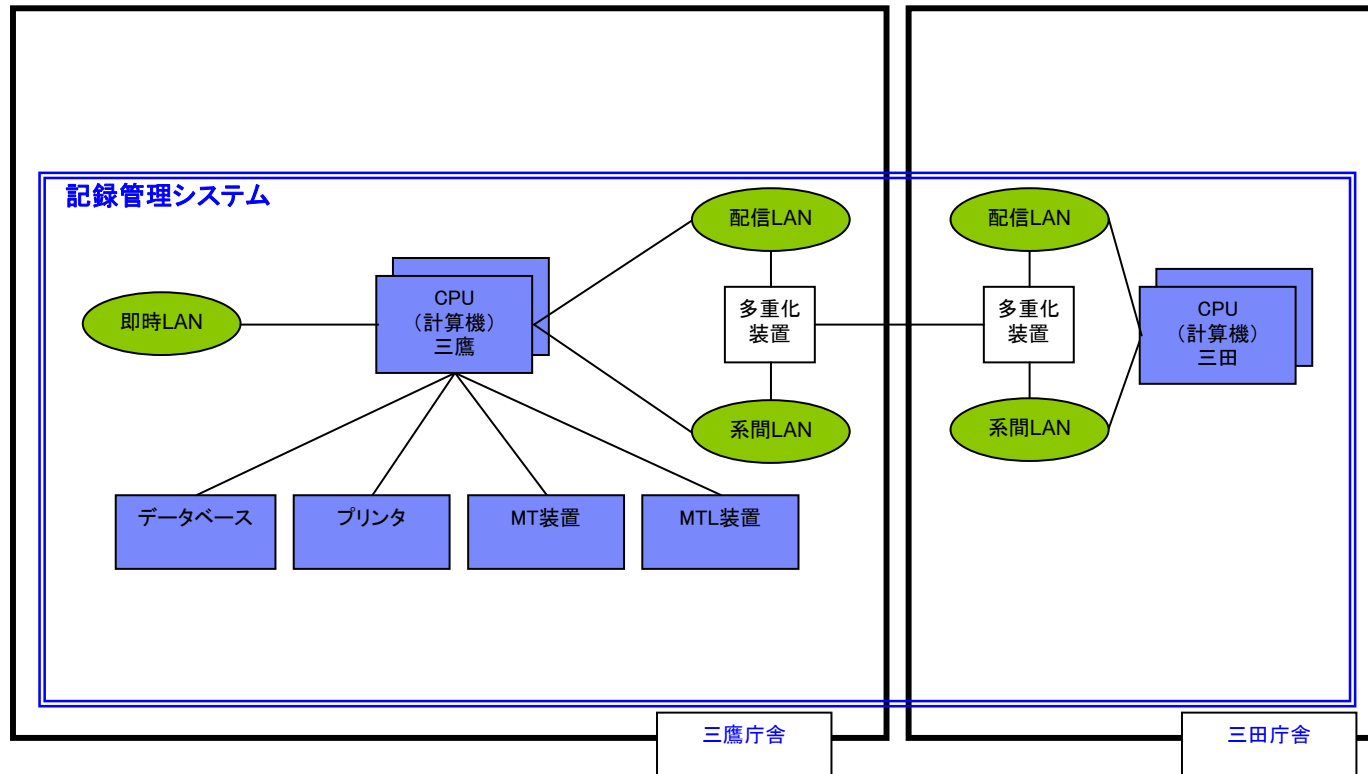 記録管理システム
配信LAN
配信LAN
即時LAN
CPU
（計算機）
三鷹
多重化
装置
多重化
装置
CPU
（計算機）
三田
系間LAN
系間LAN
データベース
プリンタ
MT装置
MTL装置
三鷹庁舎
三田庁舎